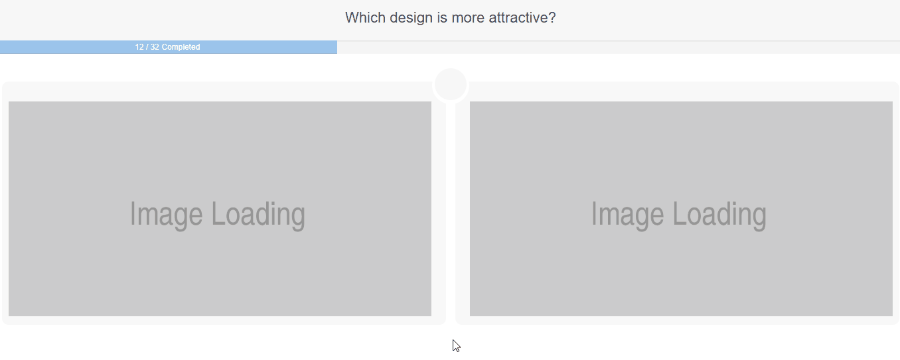 Which design is more attractive?
12 / 32 Completed
Image Loading
Image Loading